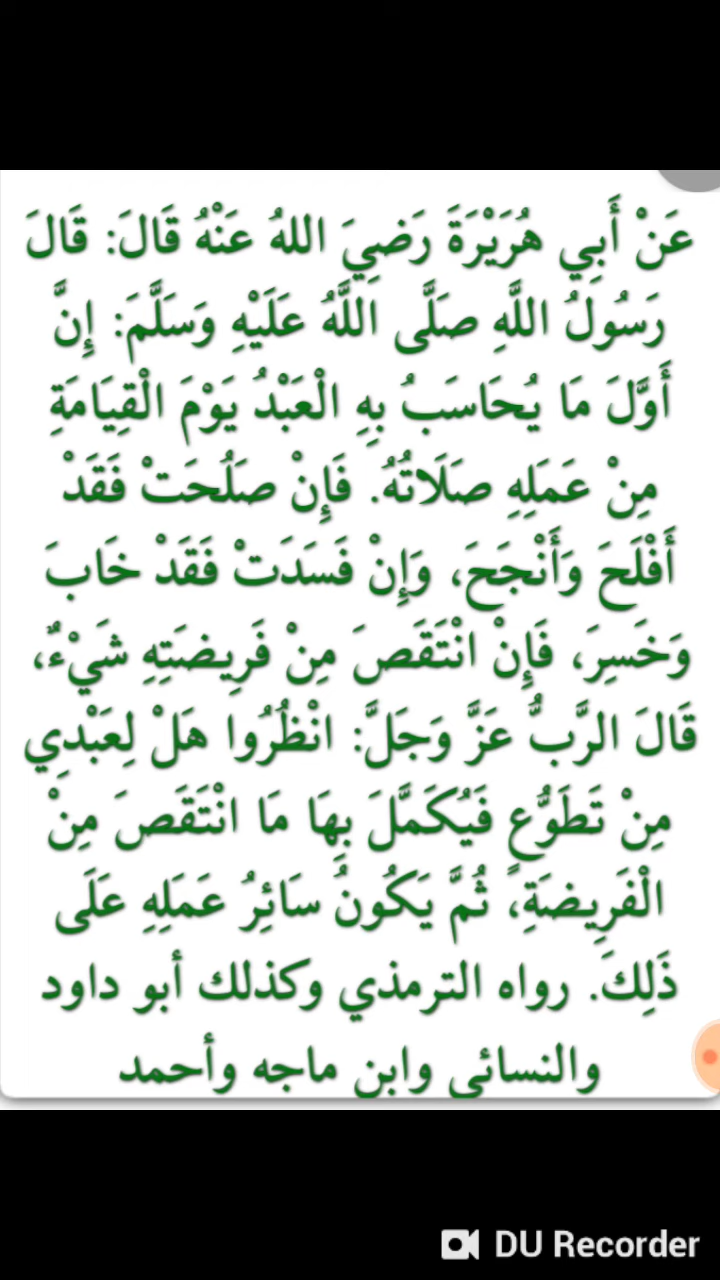 عَنْ أَبِي هُرَيْرَةَ رَضِيَ اللهُ عَنْهُ قَالَ: قَالَ
رَسُولُ اللَّهِ صَلَّى اللَّهُ عَلَيْهِ وَسَلَّمَ: إِنَّ
أَوَّلَ مَا يُحَاسَبُ بِهِ الْعَبْدُ يَوْمَ الْقِيَامَةِ
مِنْ عَمَلِهِ صَلَاتُهُ. فَإِنْ صَلُحَتْ فَقَدْ
أَفْلَحَ وَأَنْجَحَ، وَإِنْ فَسَدَتْ فَقَدْ خَابَ
وَخَسِرَ، فَإِنْ انْتَقَصَ مِنْ فَرِيضَتِهِ شَيْءٌ،
قَالَ الرَّبُّ عَزَّ وَجَلَّ: انْظُرُوا هَلْ لِعَبْدِي
مِنْ تَطَوُّعٍ فَيُكَمَّلَ بِهَا مَا انْتَقَصَ مِنْ
الْفَرِيضَةِ، ثُمَّ يَكُونُ سَائِرُ عَمَلِهِ عَلَى
ذَلِكَ. رواه الترمذي وكذلك أبو داود
والنسائي وابن ماجه وأحمد
DU Recorder